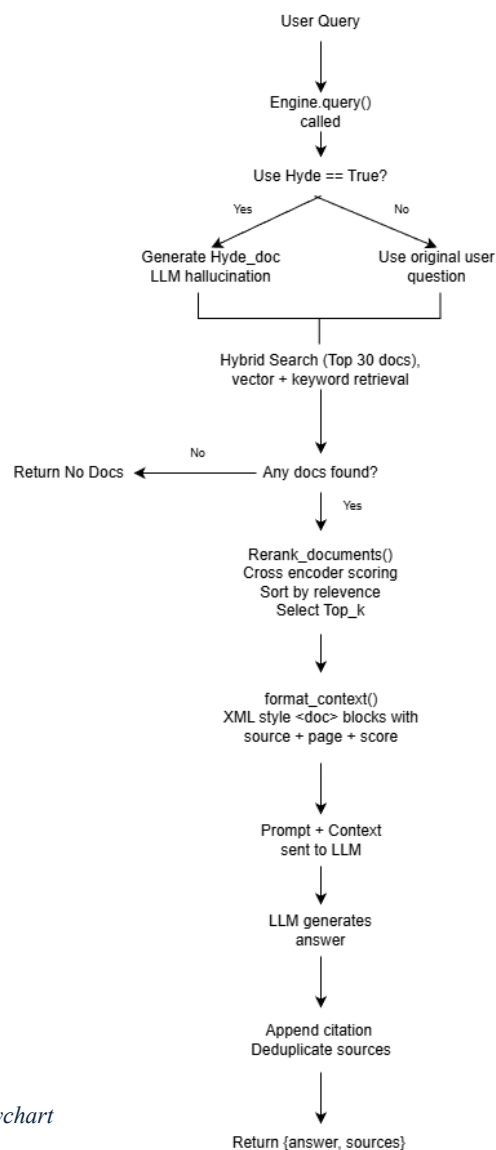 User Query
Engine.query()
called
Use Hyde == True?
Yes
No
Generate Hyde_doc
LLM hallucination
Use original user
question
Hybrid Search (Top 30 docs),
vector + keyword retrieval
No
Return No Docs
Any docs found?
Yes
Rerank_documents()
Cross encoder scoring
Sort by relevence
Select Top_k
format_context()
XML style <doc> blocks with
source + page + score
Prompt + Context
sent to LLM
LLM generates
answer
Append citation
Deduplicate sources
Return {answer, sources}